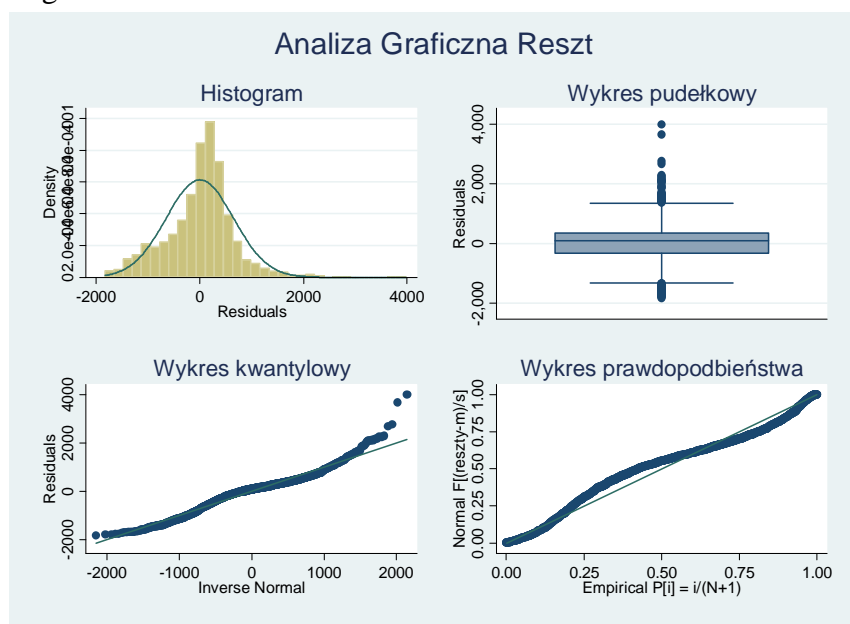 Analiza Graficzna Reszt
Histogram
Density
-2000 0 2000 4000
Residuals
Wykres pudełkowy
Residuals
4,000
2,000
0
-2,000
Wykres kwantylowy
Residuals
4000
2000
0
-2000
-2000 -1000 0 1000 2000
Inverse Normal
Wykres prawdopodbieństwa
Normal F[(reszty-m)/s]
1.00
0.75
0.50
0.25
0.00
0.00 0.25 0.50 0.75 1.00
Empirical P[i] = i/(N+1)